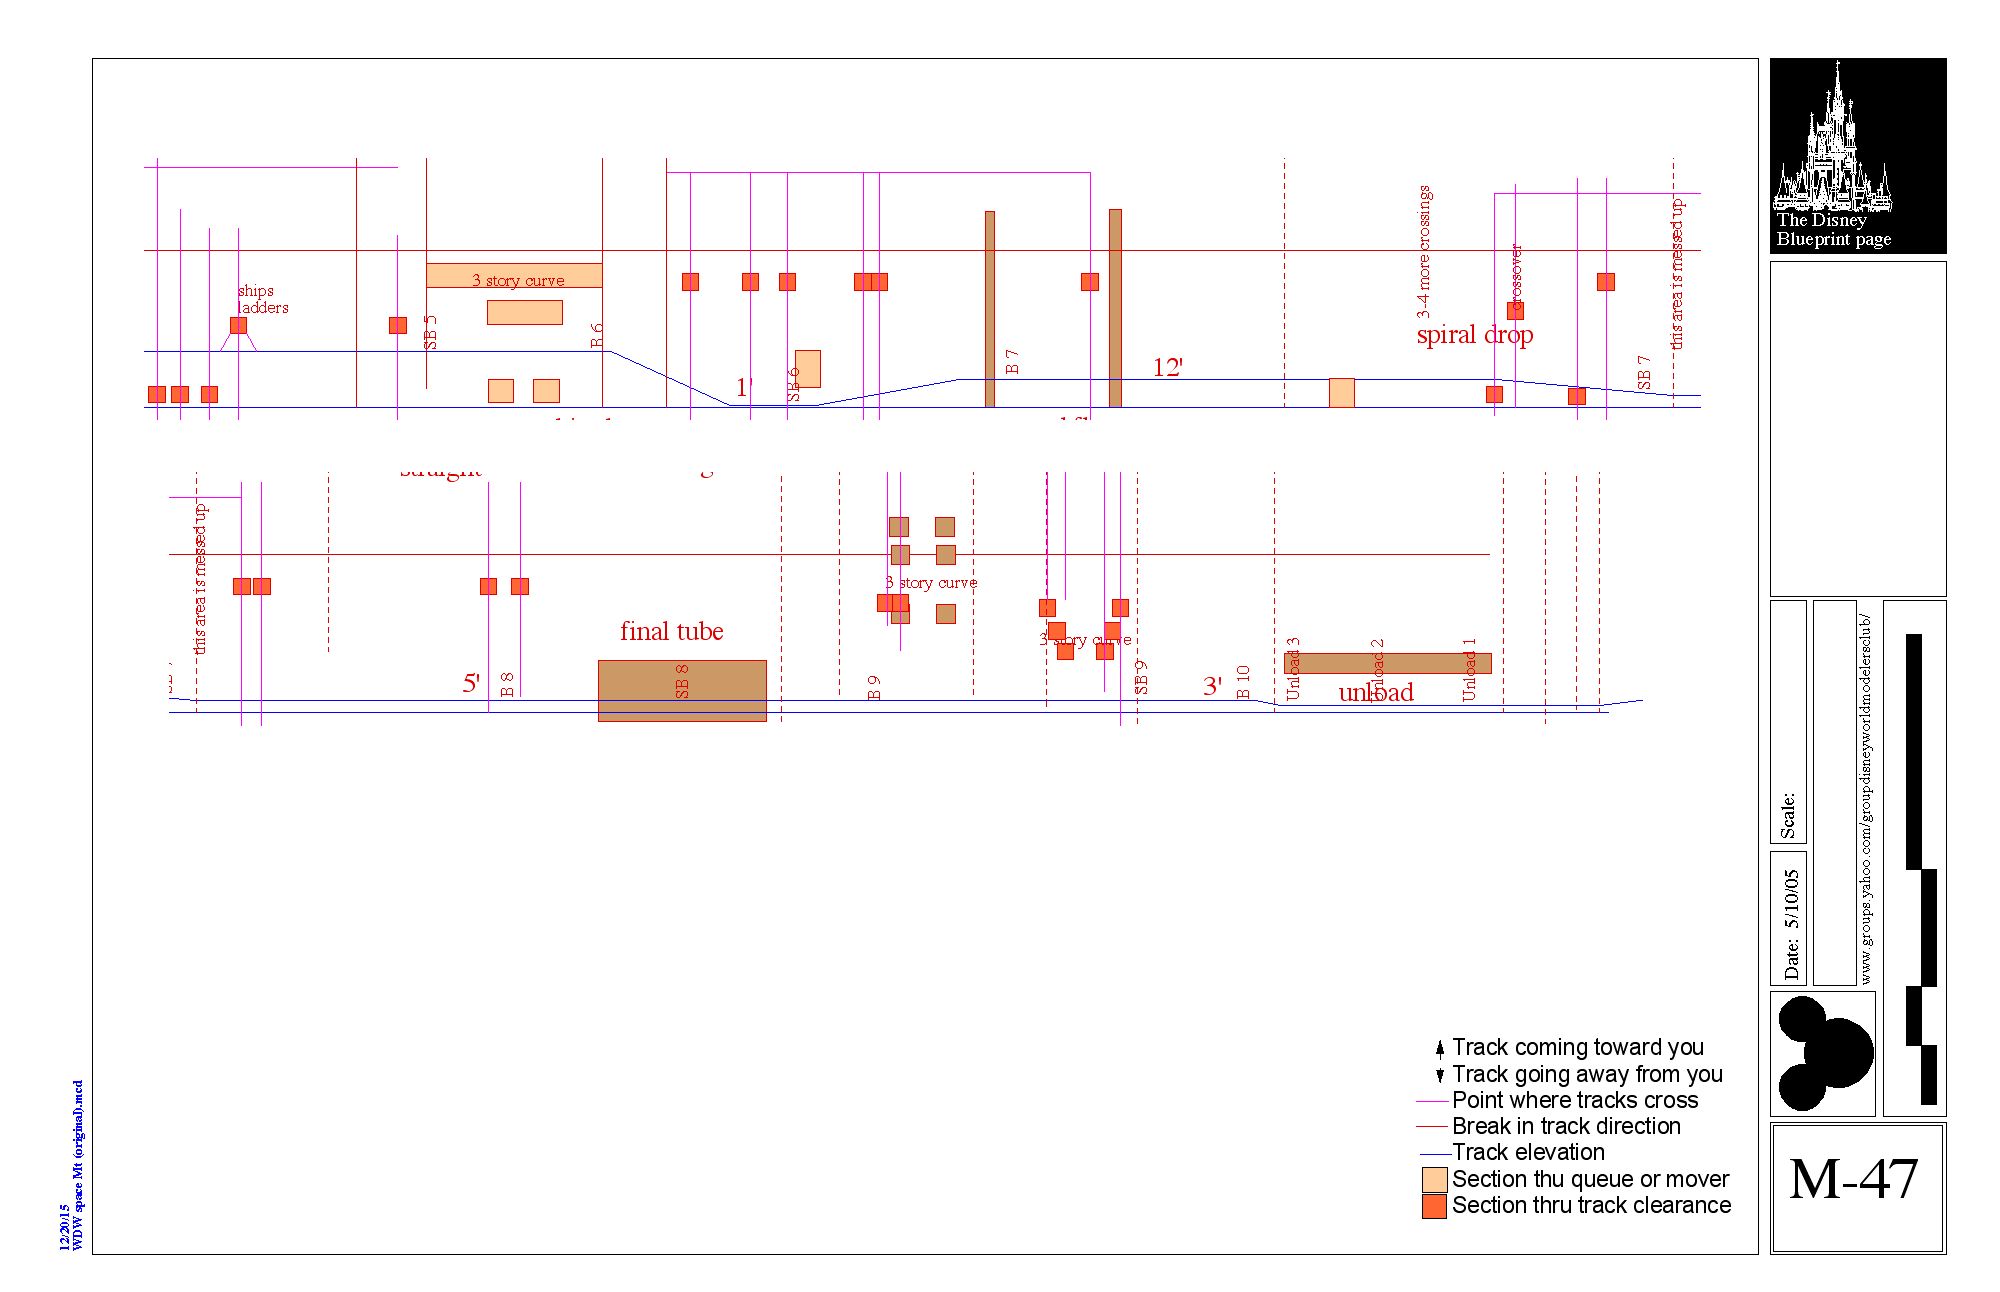 The Disney
Blueprint page
ships
ladders
3 story curve
SB 5
B 6
1'
SB 6
B 7
12'
3-4 more crossings
crossover
spiral drop
SB 7
this area is messed up
straight
this area is messed up
5'
B 8
final tube
SB 8
B 9
3 story curve
3 story curve
SB 9
3'
B 10
Unload 3
Unload 2
Unload 1
unload
Scale:
Date: 5/10/05
www.groups.yahoo.com/groupdisneyworldmodelersclub/
Track coming toward you
Track going away from you
Point where tracks cross
Break in track direction
Track elevation
Section thu queue or mover
Section thru track clearance
M-47
12/20/15
WDW space Mt (original).mcd